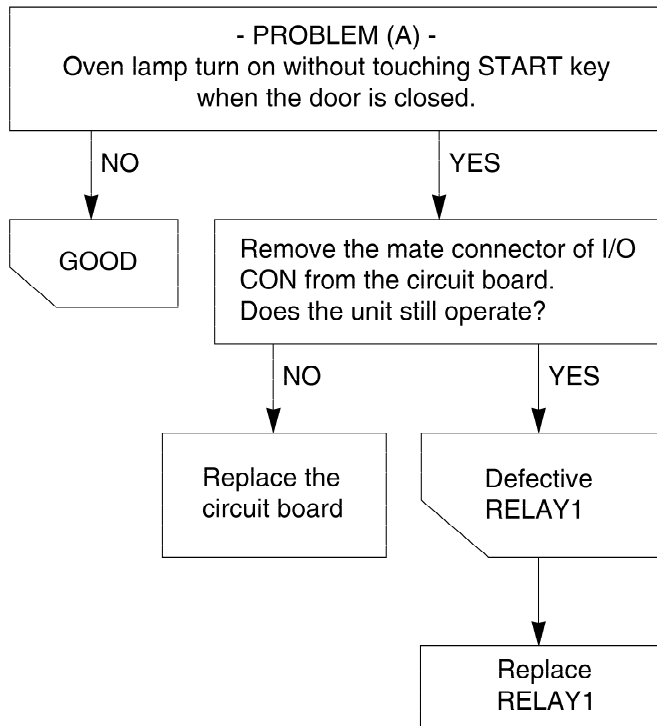 - PROBLEM (A) -
Oven lamp turn on without touching START key
when the door is closed.
NO
YES
GOOD
Remove the mate connector of I/O
CON from the circuit board.
Does the unit still operate?
NO
YES
Replace the
circuit board
Defective
RELAY1
Replace
RELAY1